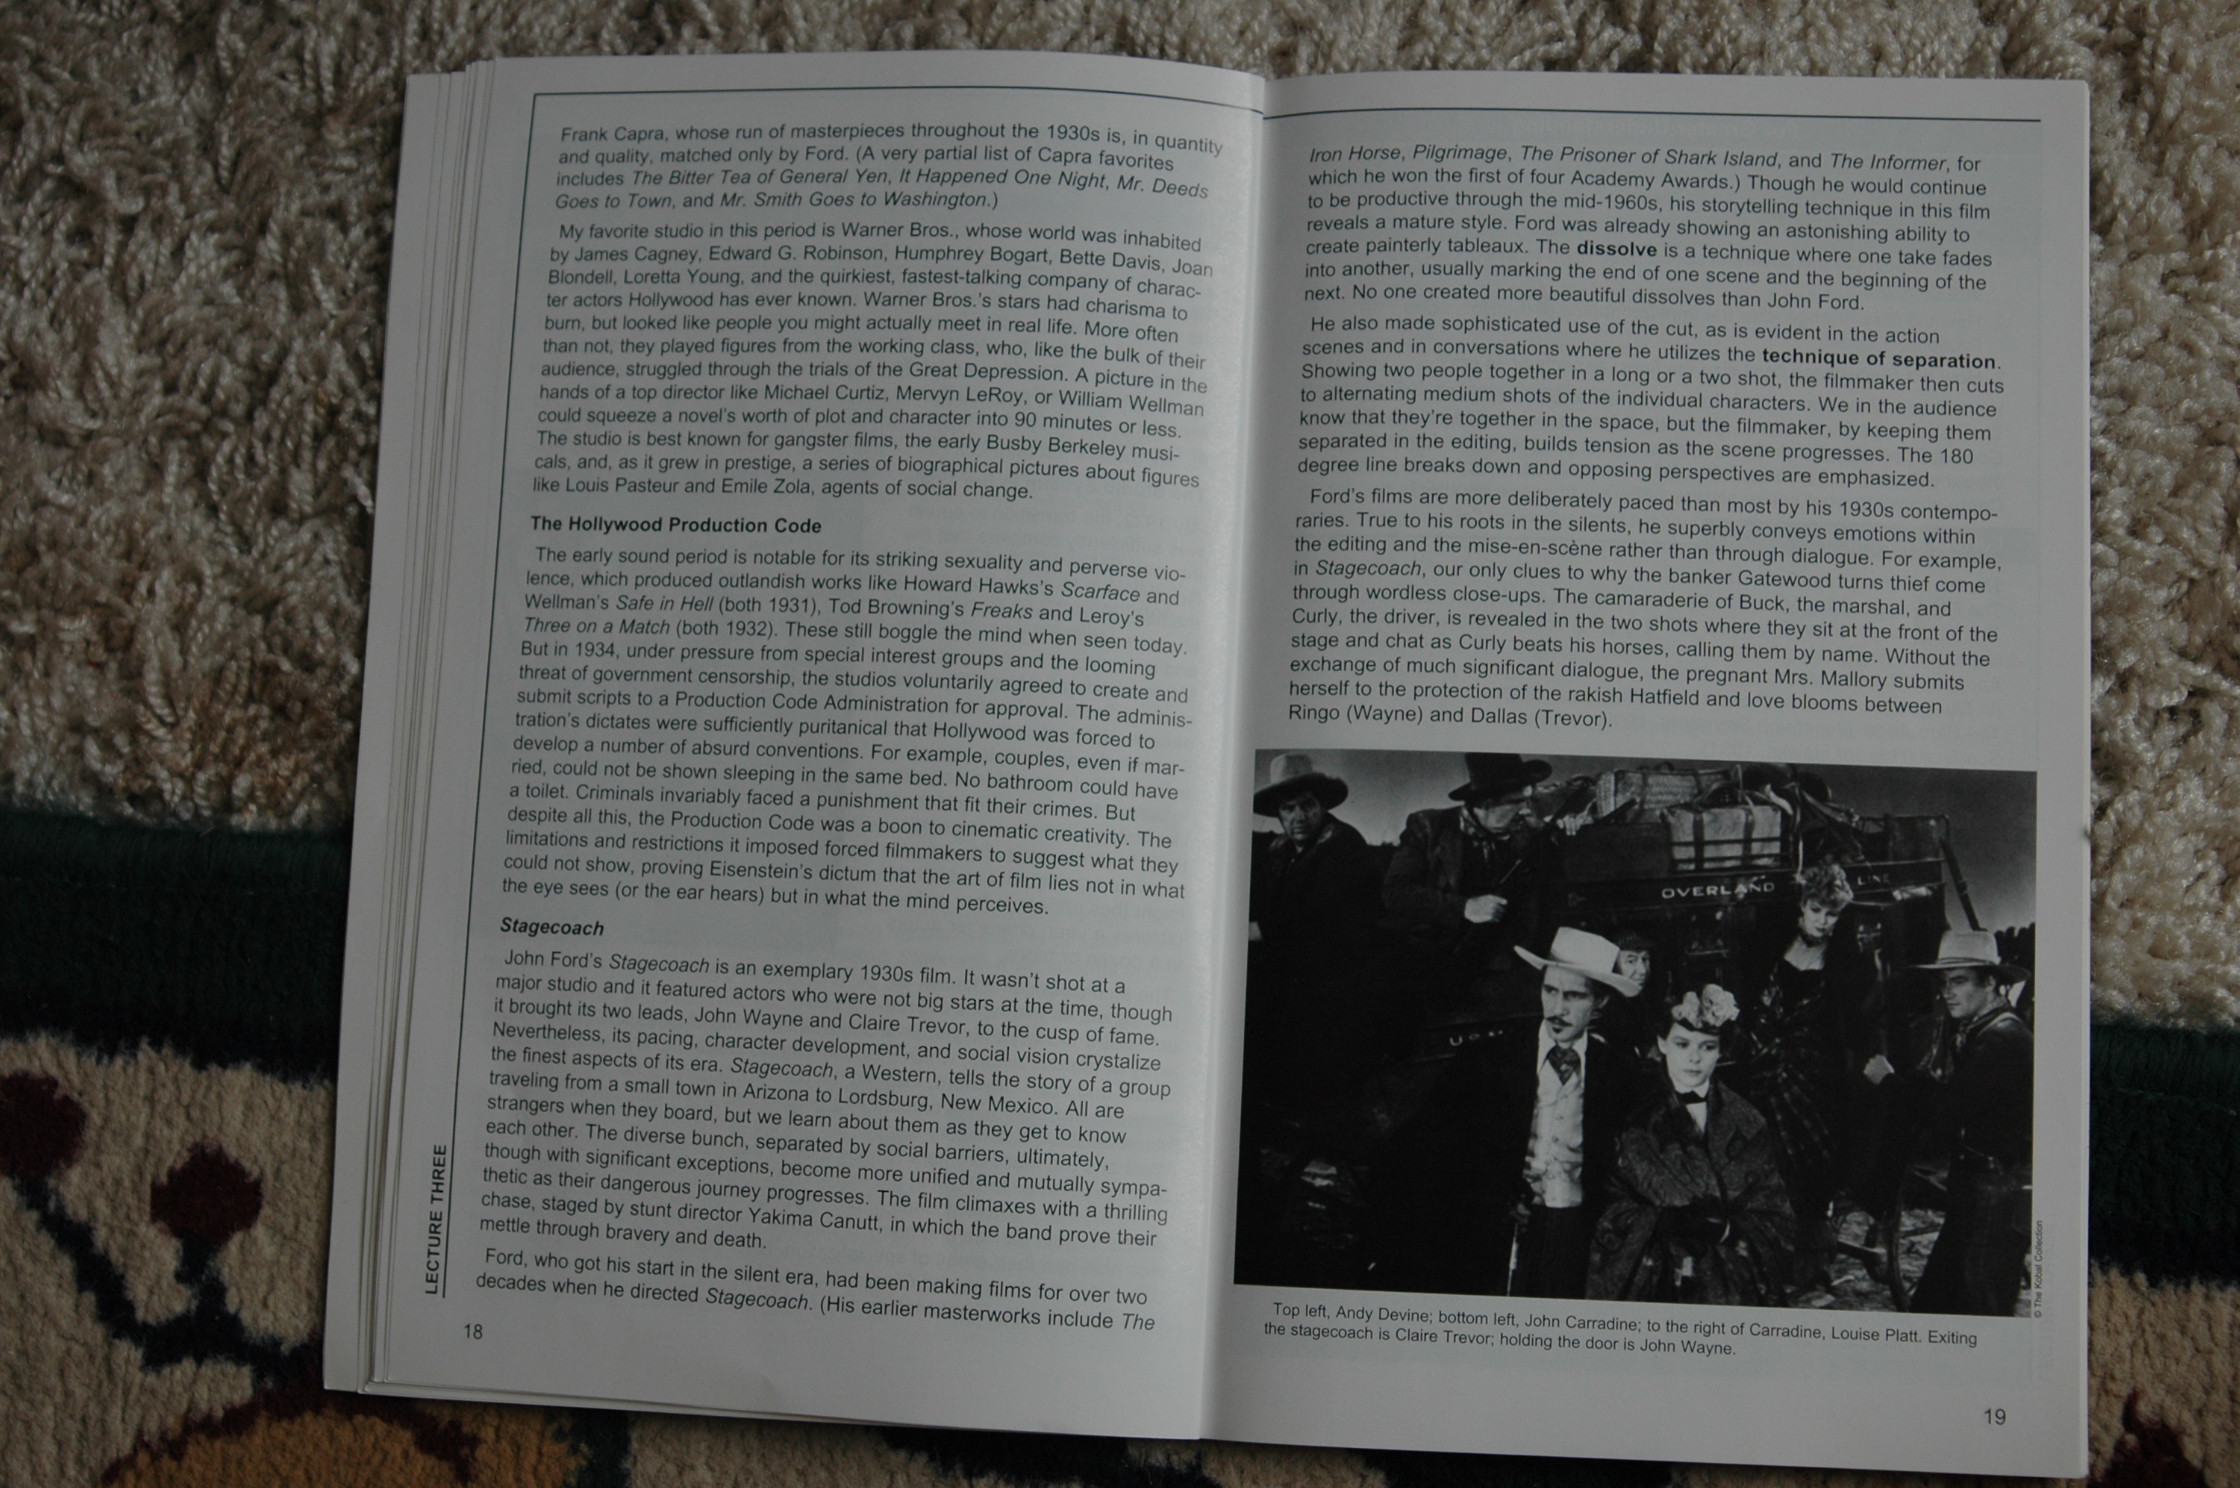 Frank Capra, whose run of masterpieces throughout the 1930s is, in quantity
and quality, matched only by Ford. (A very partial list of Capra favorites
includes The Bitter Tea of General Yen, It Happened One Night, Mr. Deeds
Goes to Town, and Mr. Smith Goes to Washington.)
My favorite studio in this period is Warner Bros., whose world was inhabited
by James Cagney, Edward G. Robinson, Humphrey Bogart, Bette Davis, Joan
Blondell, Loretta Young, and the quirkiest, fastest-talking company of charac-
ter actors Hollywood has ever known. Warner Bros.'s stars had charisma to
burn, but looked like people you might actually meet in real life. More often
than not, they played figures from the working class, who, like the bulk of their
audience, struggled through the trials of the Great Depression. A picture in the
hands of a top director like Michael Curtiz, Mervyn LeRoy, or William Wellman
could squeeze a novel's worth of plot and character into 90 minutes or less.
The studio is best known for gangster films, the early Busby Berkeley musi-
cals, and, as it grew in prestige, a series of biographical pictures about figures
like Louis Pasteur and Emile Zola, agents of social change.
The Hollywood Production Code
The early sound period is notable for its striking sexuality and perverse vio-
lence, which produced outlandish works like Howard Hawks's Scarface and
Wellman's Safe in Hell (both 1931), Tod Browning's Freaks and Leroy's
Three on a Match (both 1932). These still boggle the mind when seen today.
But in 1934, under pressure from special interest groups and the looming
threat of government censorship, the studios voluntarily agreed to create and
submit scripts to a Production Code Administration for approval. The adminis-
tration's dictates were sufficiently puritanical that Hollywood was forced to
develop a number of absurd conventions. For example, couples, even if mar-
ried, could not be shown sleeping in the same bed. No bathroom could have
a toilet. Criminals invariably faced a punishment that fit their crimes. But
despite all this, the Production Code was a boon to cinematic creativity. The
limitations and restrictions it imposed forced filmmakers to suggest what they
could not show, proving Eisenstein's dictum that the art of film lies not in what
the eye sees (or the ear hears) but in what the mind perceives.
Stagecoach
John Ford's Stagecoach is an exemplary 1930s film. It wasn't shot at a
major studio and it featured actors who were not big stars at the time, though
it brought its two leads, John Wayne and Claire Trevor, to the cusp of fame.
Nevertheless, its pacing, character development, and social vision crystalize
the finest aspects of its era. Stagecoach, a Western, tells the story of a group
traveling from a small town in Arizona to Lordsburg, New Mexico. All are
strangers when they board, but we learn about them as they get to know
each other. The diverse bunch, separated by social barriers, ultimately,
though with significant exceptions, become more unified and mutually sympa-
thetic as their dangerous journey progresses. The film climaxes with a thrilling
chase, staged by stunt director Yakima Canutt, in which the band prove their
mettle through bravery and death.
Ford, who got his start in the silent era, had been making films for over two
decades when he directed Stagecoach. (His earlier masterworks include The
LECTURE THREE
18
Iron Horse, Pilgrimage, The Prisoner of Shark Island, and The Informer, for
which he won the first of four Academy Awards.) Though he would continue
to be productive through the mid-1960s, his storytelling technique in this film
reveals a mature style. Ford was already showing an astonishing ability to
create painterly tableaux. The dissolve is a technique where one take fades
into another, usually marking the end of one scene and the beginning of the
next. No one created more beautiful dissolves than John Ford.
He also made sophisticated use of the cut, as is evident in the action
scenes and in conversations where he utilizes the technique of separation.
Showing two people together in a long or a two shot, the filmmaker then cuts
to alternating medium shots of the individual characters. We in the audience
know that they're together in the space, but the filmmaker, by keeping them
separated in the editing, builds tension as the scene progresses. The 180
degree line breaks down and opposing perspectives are emphasized.
Ford's films are more deliberately paced than most by his 1930s contempo-
raries. True to his roots in the silents, he superbly conveys emotions within
the editing and the mise-en-scène rather than through dialogue. For example,
in Stagecoach, our only clues to why the banker Gatewood turns thief come
through wordless close-ups. The camaraderie of Buck, the marshal, and
Curly, the driver, is revealed in the two shots where they sit at the front of the
stage and chat as Curly beats his horses, calling them by name. Without the
exchange of much significant dialogue, the pregnant Mrs. Mallory submits
herself to the protection of the rakish Hatfield and love blooms between
Ringo (Wayne) and Dallas (Trevor).
OVERLAND LINE
© The Kobal Collection
Top left, Andy Devine; bottom left, John Carradine; to the right of Carradine, Louise Platt. Exiting
the stagecoach is Claire Trevor; holding the door is John Wayne.
19